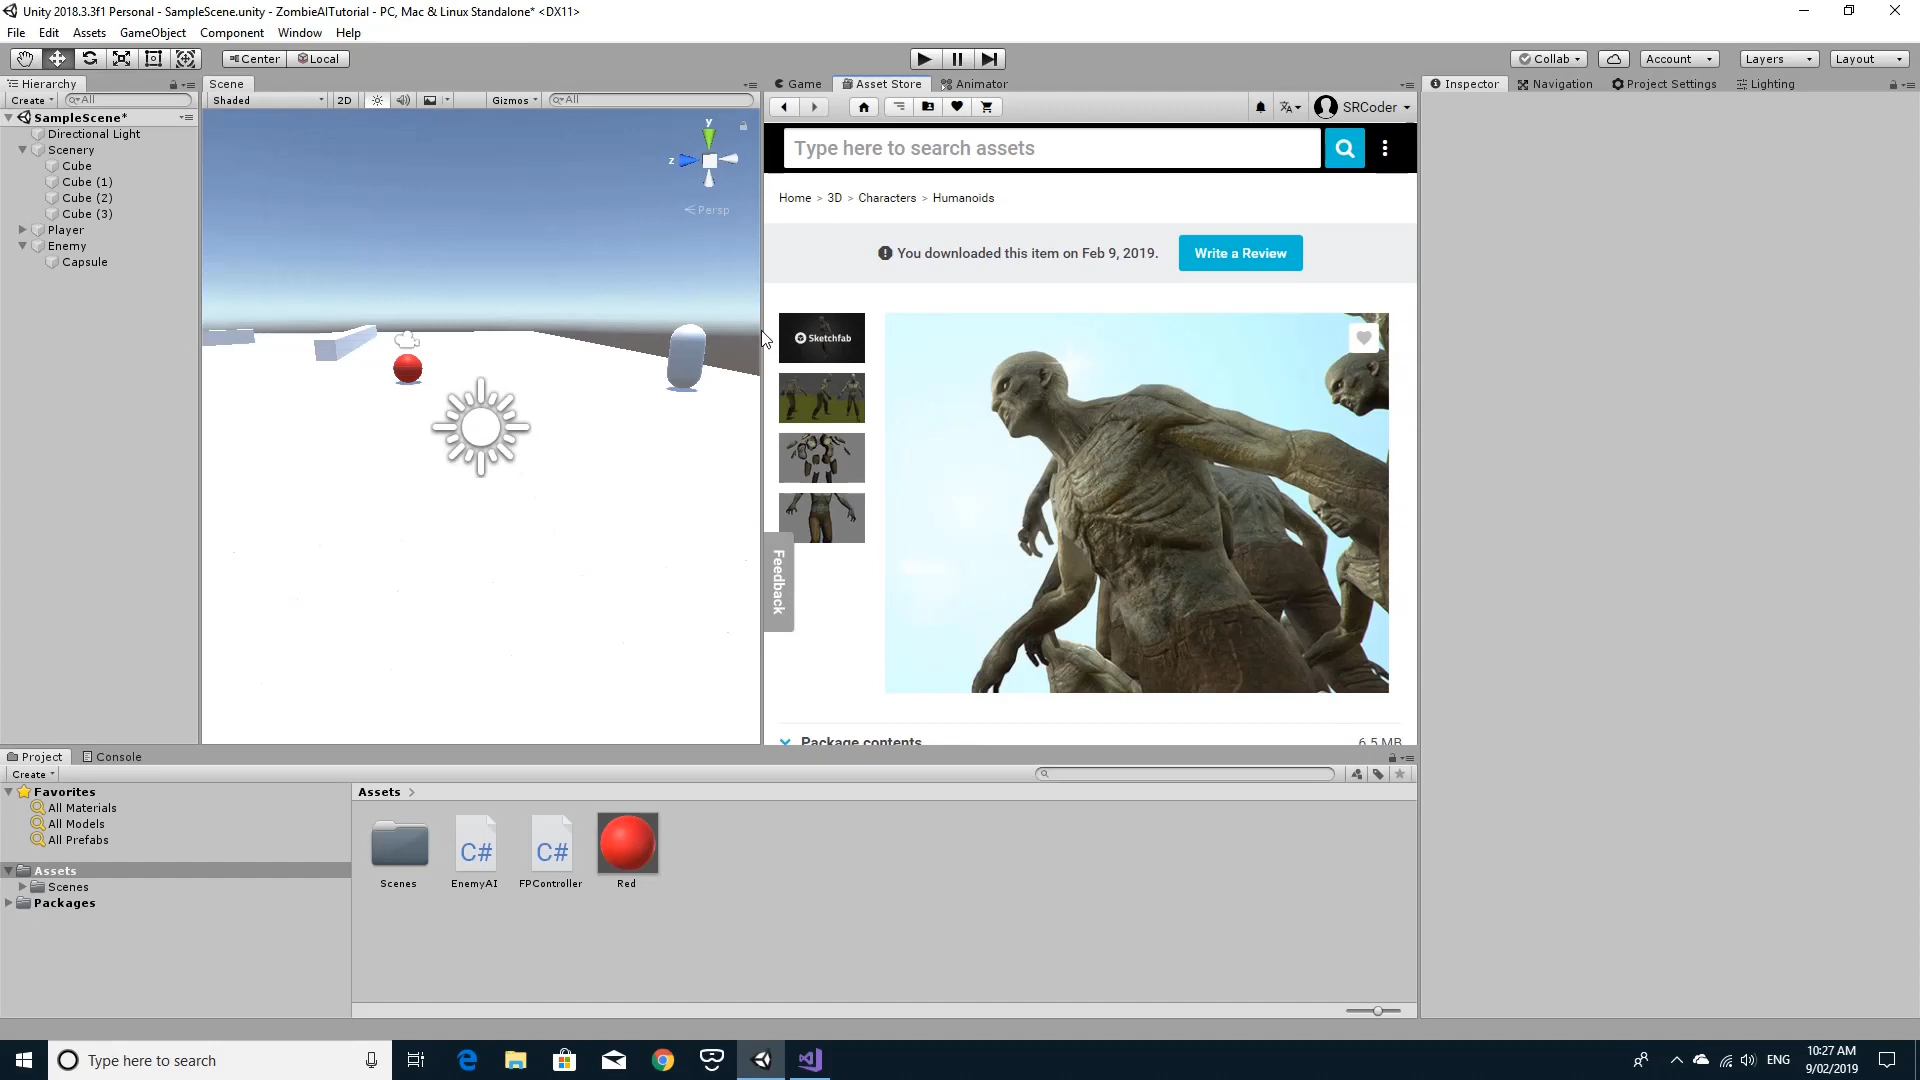 Unity 2018.3.3f1 Personal - SampleScene.unity - ZombieAITutorial - PC, Mac & Linux Standalone* <DX11>
File Edit Assets GameObject Component Window Help
Center Local Collab Account Layers Layout
Hierarchy Scene Game Asset Store Animator Inspector Navigation Project Settings Lighting
Create All Shaded 2D Gizmos All SRCoder
SampleScene*
Directional Light
Scenery
Cube
Cube (1)
Cube (2)
Cube (3)
Player
Enemy
Capsule
y
z
Persp
Type here to search assets
Home > 3D > Characters > Humanoids
You downloaded this item on Feb 9, 2019. Write a Review
Sketchfab
Feedback
Package contents 6.5 MB
Project Console
Create
Favorites
All Materials
All Models
All Prefabs
Assets
Scenes
Packages
Assets >
C# C#
Scenes EnemyAI FPController Red
Type here to search
ENG
10:27 AM
9/02/2019